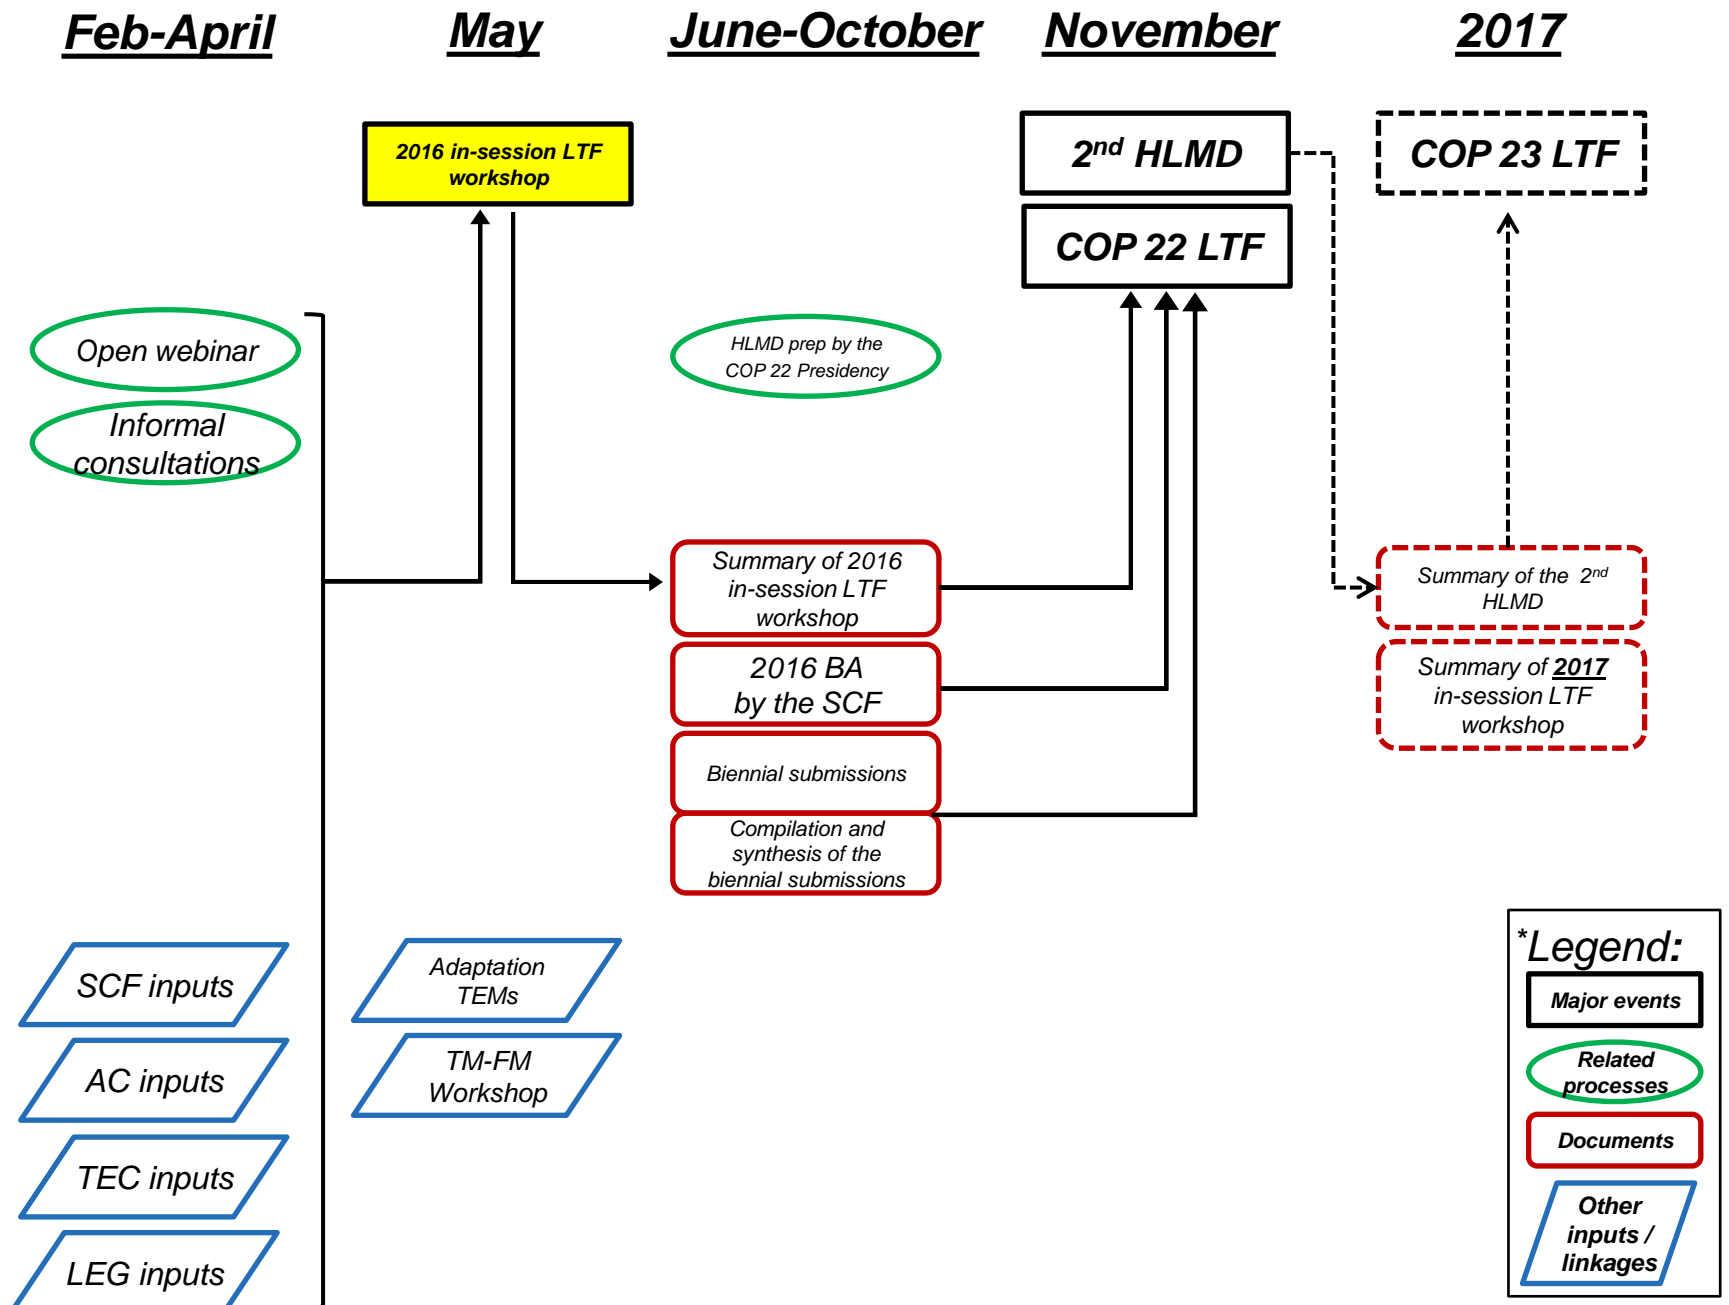 Feb-April
May
June-October
November
2017
2016 in-session LTF
workshop
2nd HLMD
COP 22 LTF
COP 23 LTF
Open webinar
Informal
consultations
HLMD prep by the
COP 22 Presidency
Summary of 2016
in-session LTF
workshop
2016 BA
by the SCF
Biennial submissions
Compilation and
synthesis of the
biennial submissions
Summary of the 2nd
HLMD
Summary of 2017
in-session LTF
workshop
SCF inputs
AC inputs
TEC inputs
LEG inputs
Adaptation
TEMs
TM-FM
Workshop
*Legend:
Major events
Related
processes
Documents
Other
inputs /
linkages